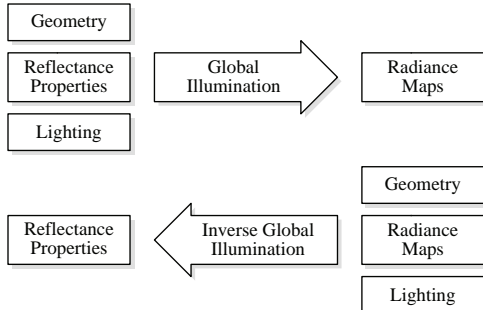 Geometry
Reflectance
Properties
Lighting
Global
Illumination
Radiance
Maps
Reflectance
Properties
Inverse Global
Illumination
Geometry
Radiance
Maps
Lighting